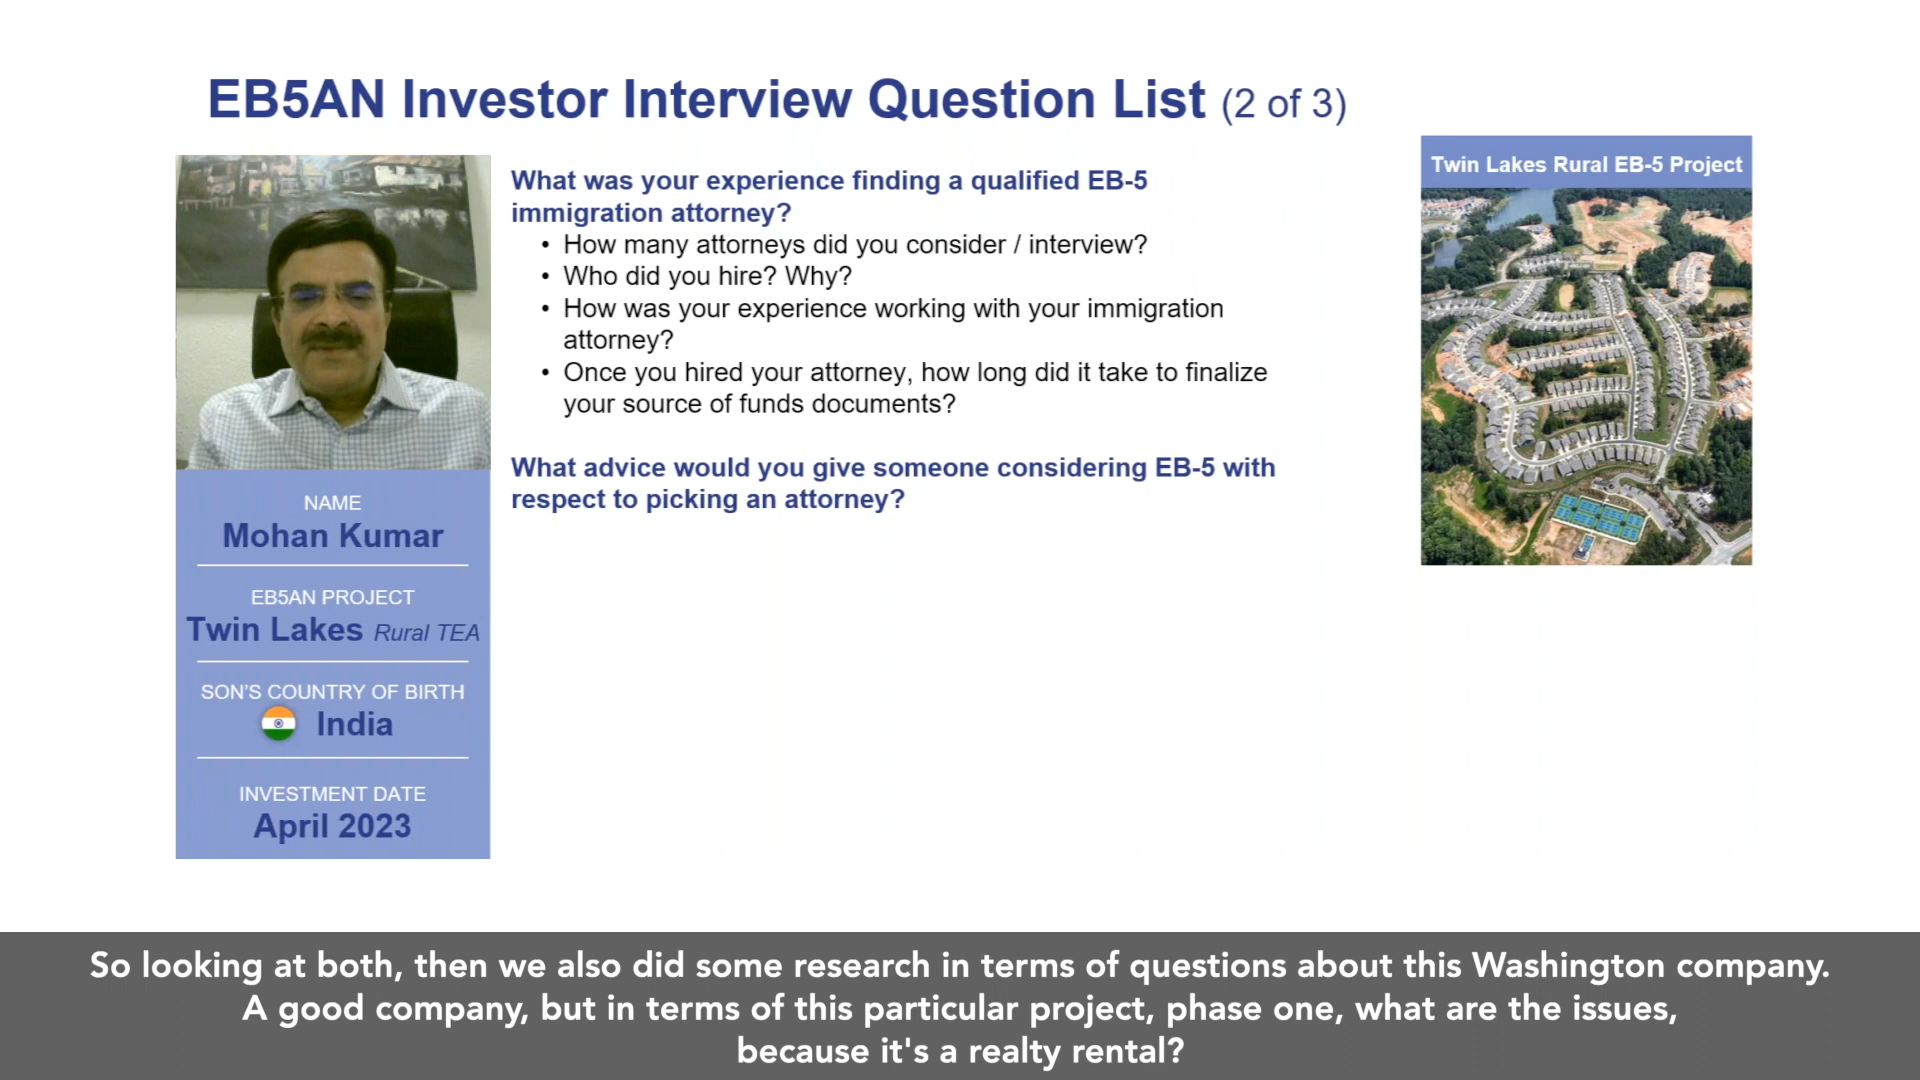 EB5AN Investor Interview Question List (2 of 3)
What was your experience finding a qualified EB-5
immigration attorney?
• How many attorneys did you consider / interview?
• Who did you hire? Why?
• How was your experience working with your immigration
attorney?
• Once you hired your attorney, how long did it take to finalize
your source of funds documents?
What advice would you give someone considering EB-5 with
respect to picking an attorney?
Twin Lakes Rural EB-5 Project
NAME
Mohan Kumar
EB5AN PROJECT
Twin Lakes Rural TEA
SON'S COUNTRY OF BIRTH
India
INVESTMENT DATE
April 2023
So looking at both, then we also did some research in terms of questions about this Washington company.
A good company, but in terms of this particular project, phase one, what are the issues,
because it's a realty rental?